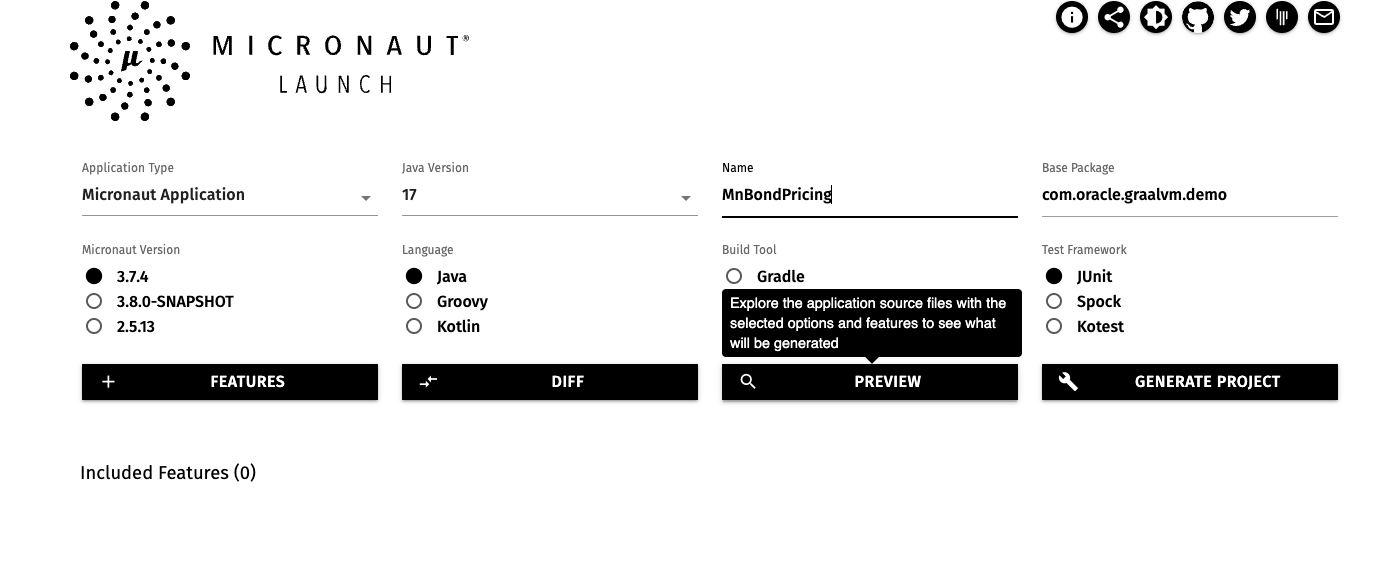 MICRONAUT®
LAUNCH
Application Type
Micronaut Application
Java Version
17
Name
MnBondPricing
Base Package
com.oracle.graalvm.demo
Micronaut Version
3.7.4
3.8.0-SNAPSHOT
2.5.13
Language
Java
Groovy
Kotlin
Build Tool
Gradle
Explore the application source files with the
selected options and features to see what
will be generated
Test Framework
JUnit
Spock
Kotest
FEATURES
DIFF
PREVIEW
GENERATE PROJECT
Included Features (0)